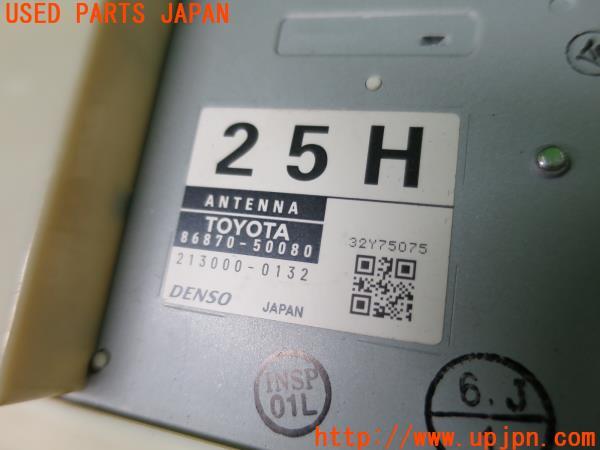 USED PARTS JAPAN
25H
ANTENNA
TOYOTA
86870-50080
213000-0132
32Y75075
DENSO
JAPAN
INSP
01L
6.J
http://www.upjpn.com